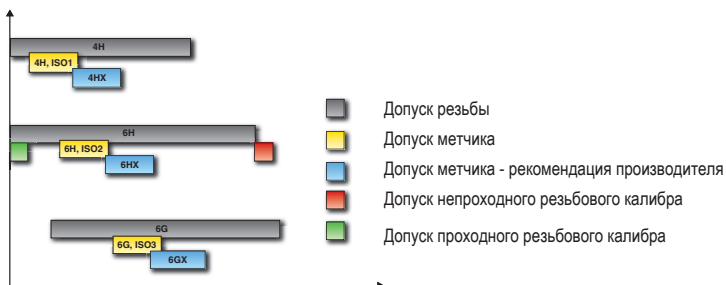 4H
4H, ISO1
4HX
6H
6H, ISO2
6HX
6G
6G, ISO3
6GX
Допуск резьбы
Допуск метчика
Допуск метчика - рекомендация производителя
Допуск непроходного резьбового калибра
Допуск проходного резьбового калибра